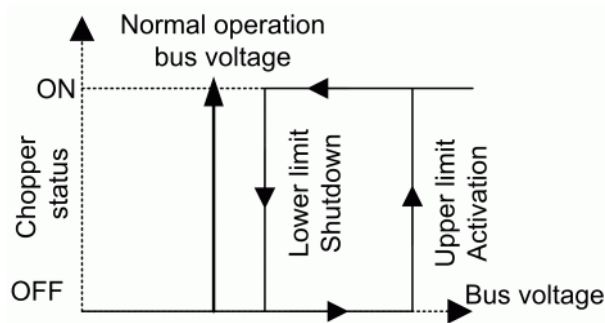 Normal operation
bus voltage
ON
Chopper
status
Lower limit
Shutdown
Upper limit
Activation
OFF
Bus voltage